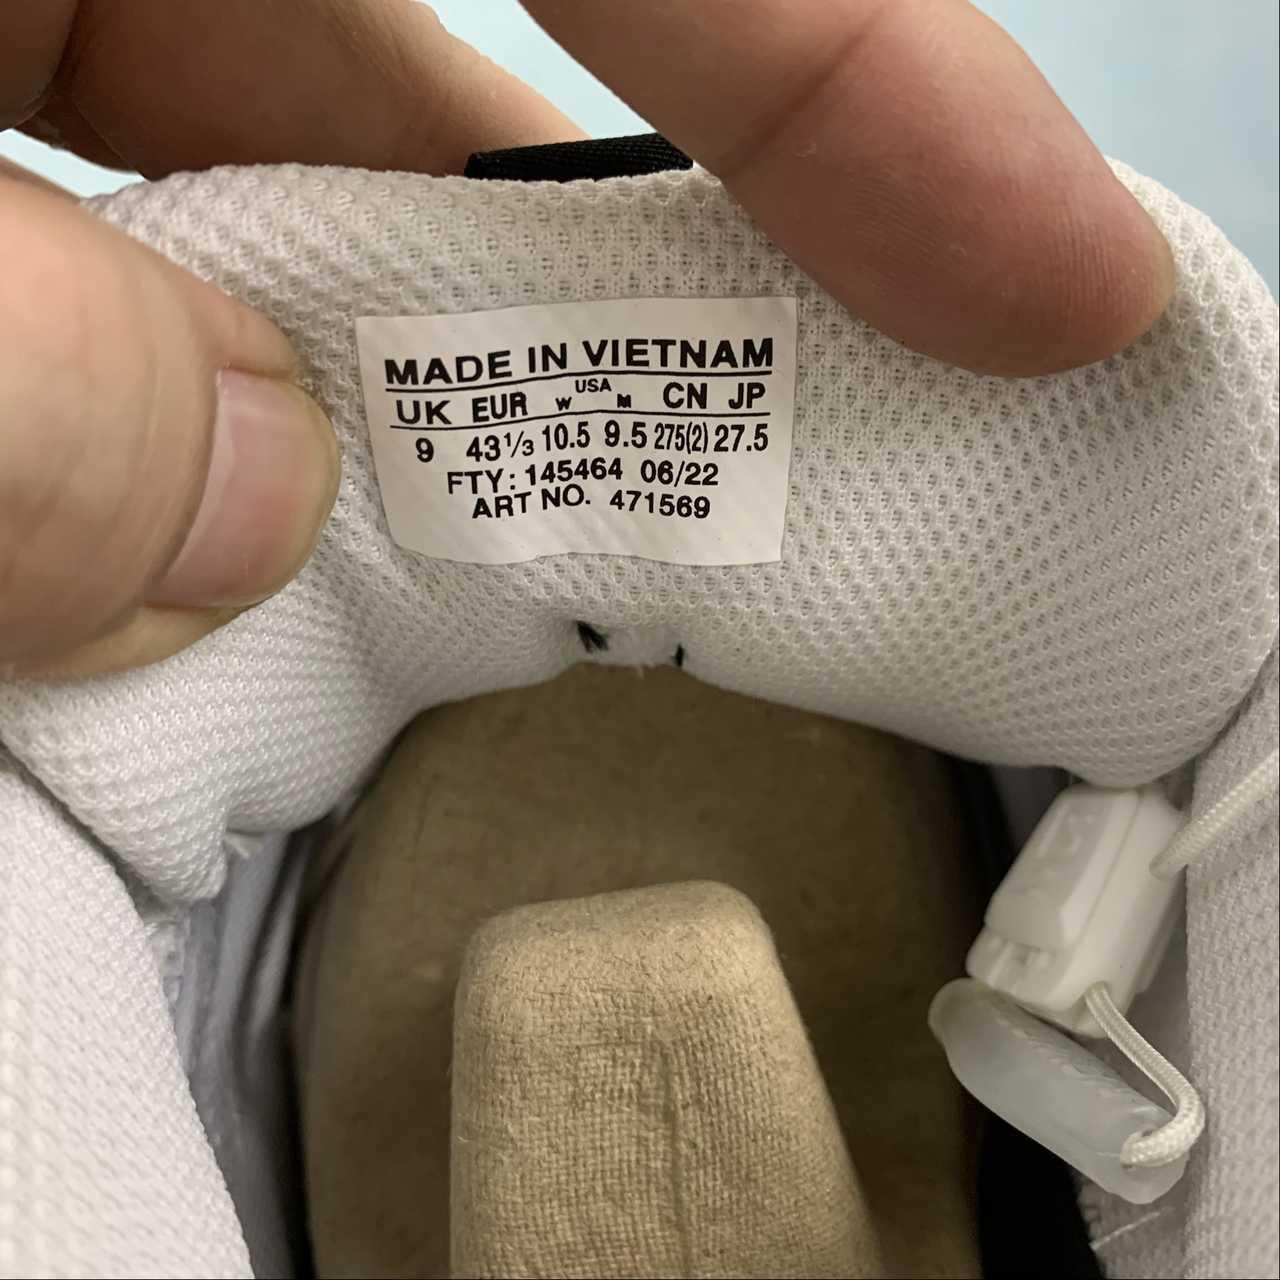 MADE IN VIETNAM
UK EUR W USA M CN JP
9 43⅓ 10.5 9.5 275(2) 27.5
FTY: 145464 06/22
ART NO. 471569